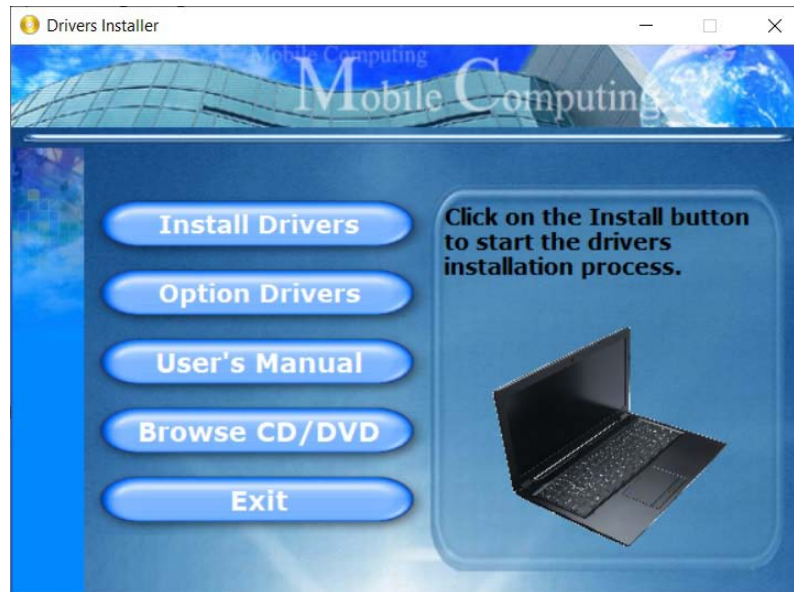 Drivers Installer
Mobile Computing
Mobile Computing
Install Drivers
Option Drivers
User's Manual
Browse CD/DVD
Exit
Click on the Install button
to start the drivers
installation process.